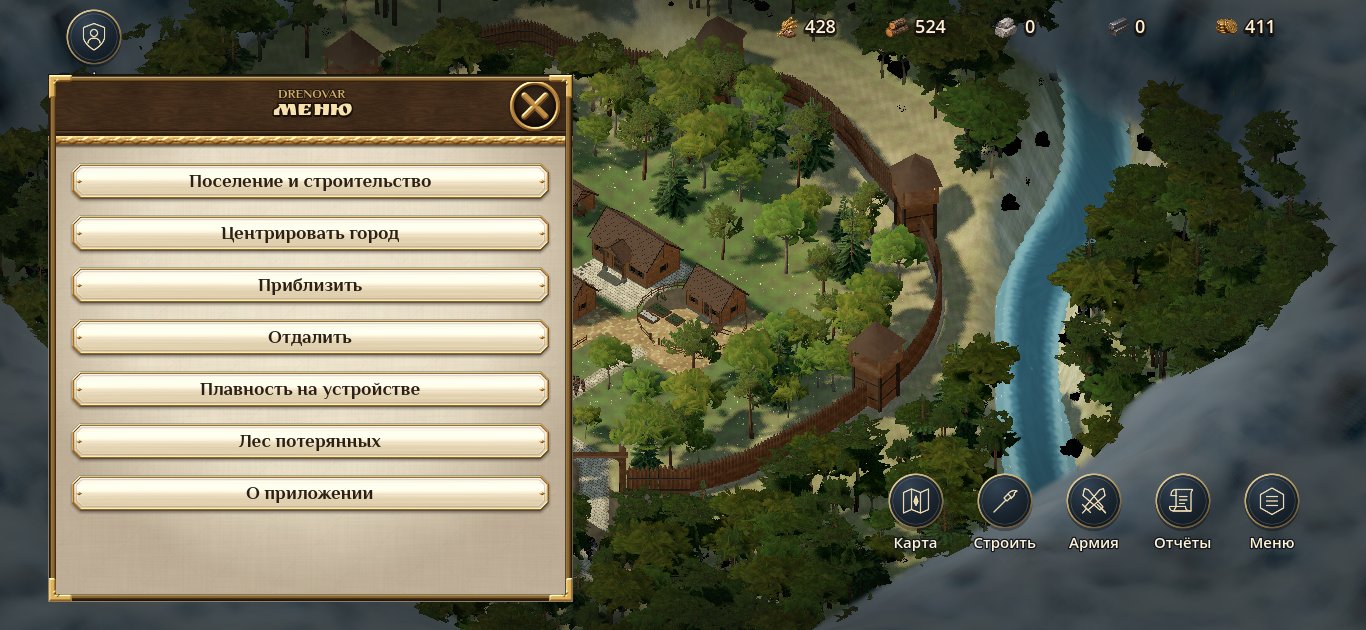 428
524
0
0
411
DRENOVAR
МЕНЮ
Поселение и строительство
Центрировать город
Приблизить
Отдалить
Плавность на устройстве
Лес потерянных
О приложении
Карта
Строить
Армия
Отчёты
Меню